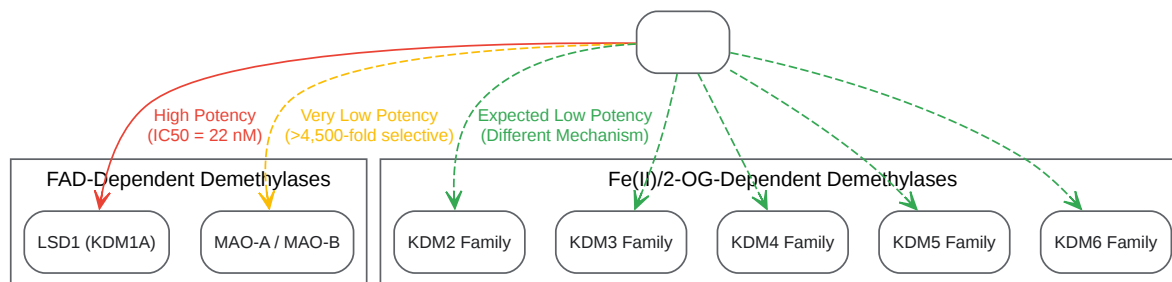 High Potency
(IC50 = 22 nM)
Very Low Potency
(>4,500-fold selective)
Expected Low Potency
(Different Mechanism)
FAD-Dependent Demethylases
Fe(II)/2-OG-Dependent Demethylases
LSD1 (KDM1A)
MAO-A / MAO-B
KDM2 Family
KDM3 Family
KDM4 Family
KDM5 Family
KDM6 Family